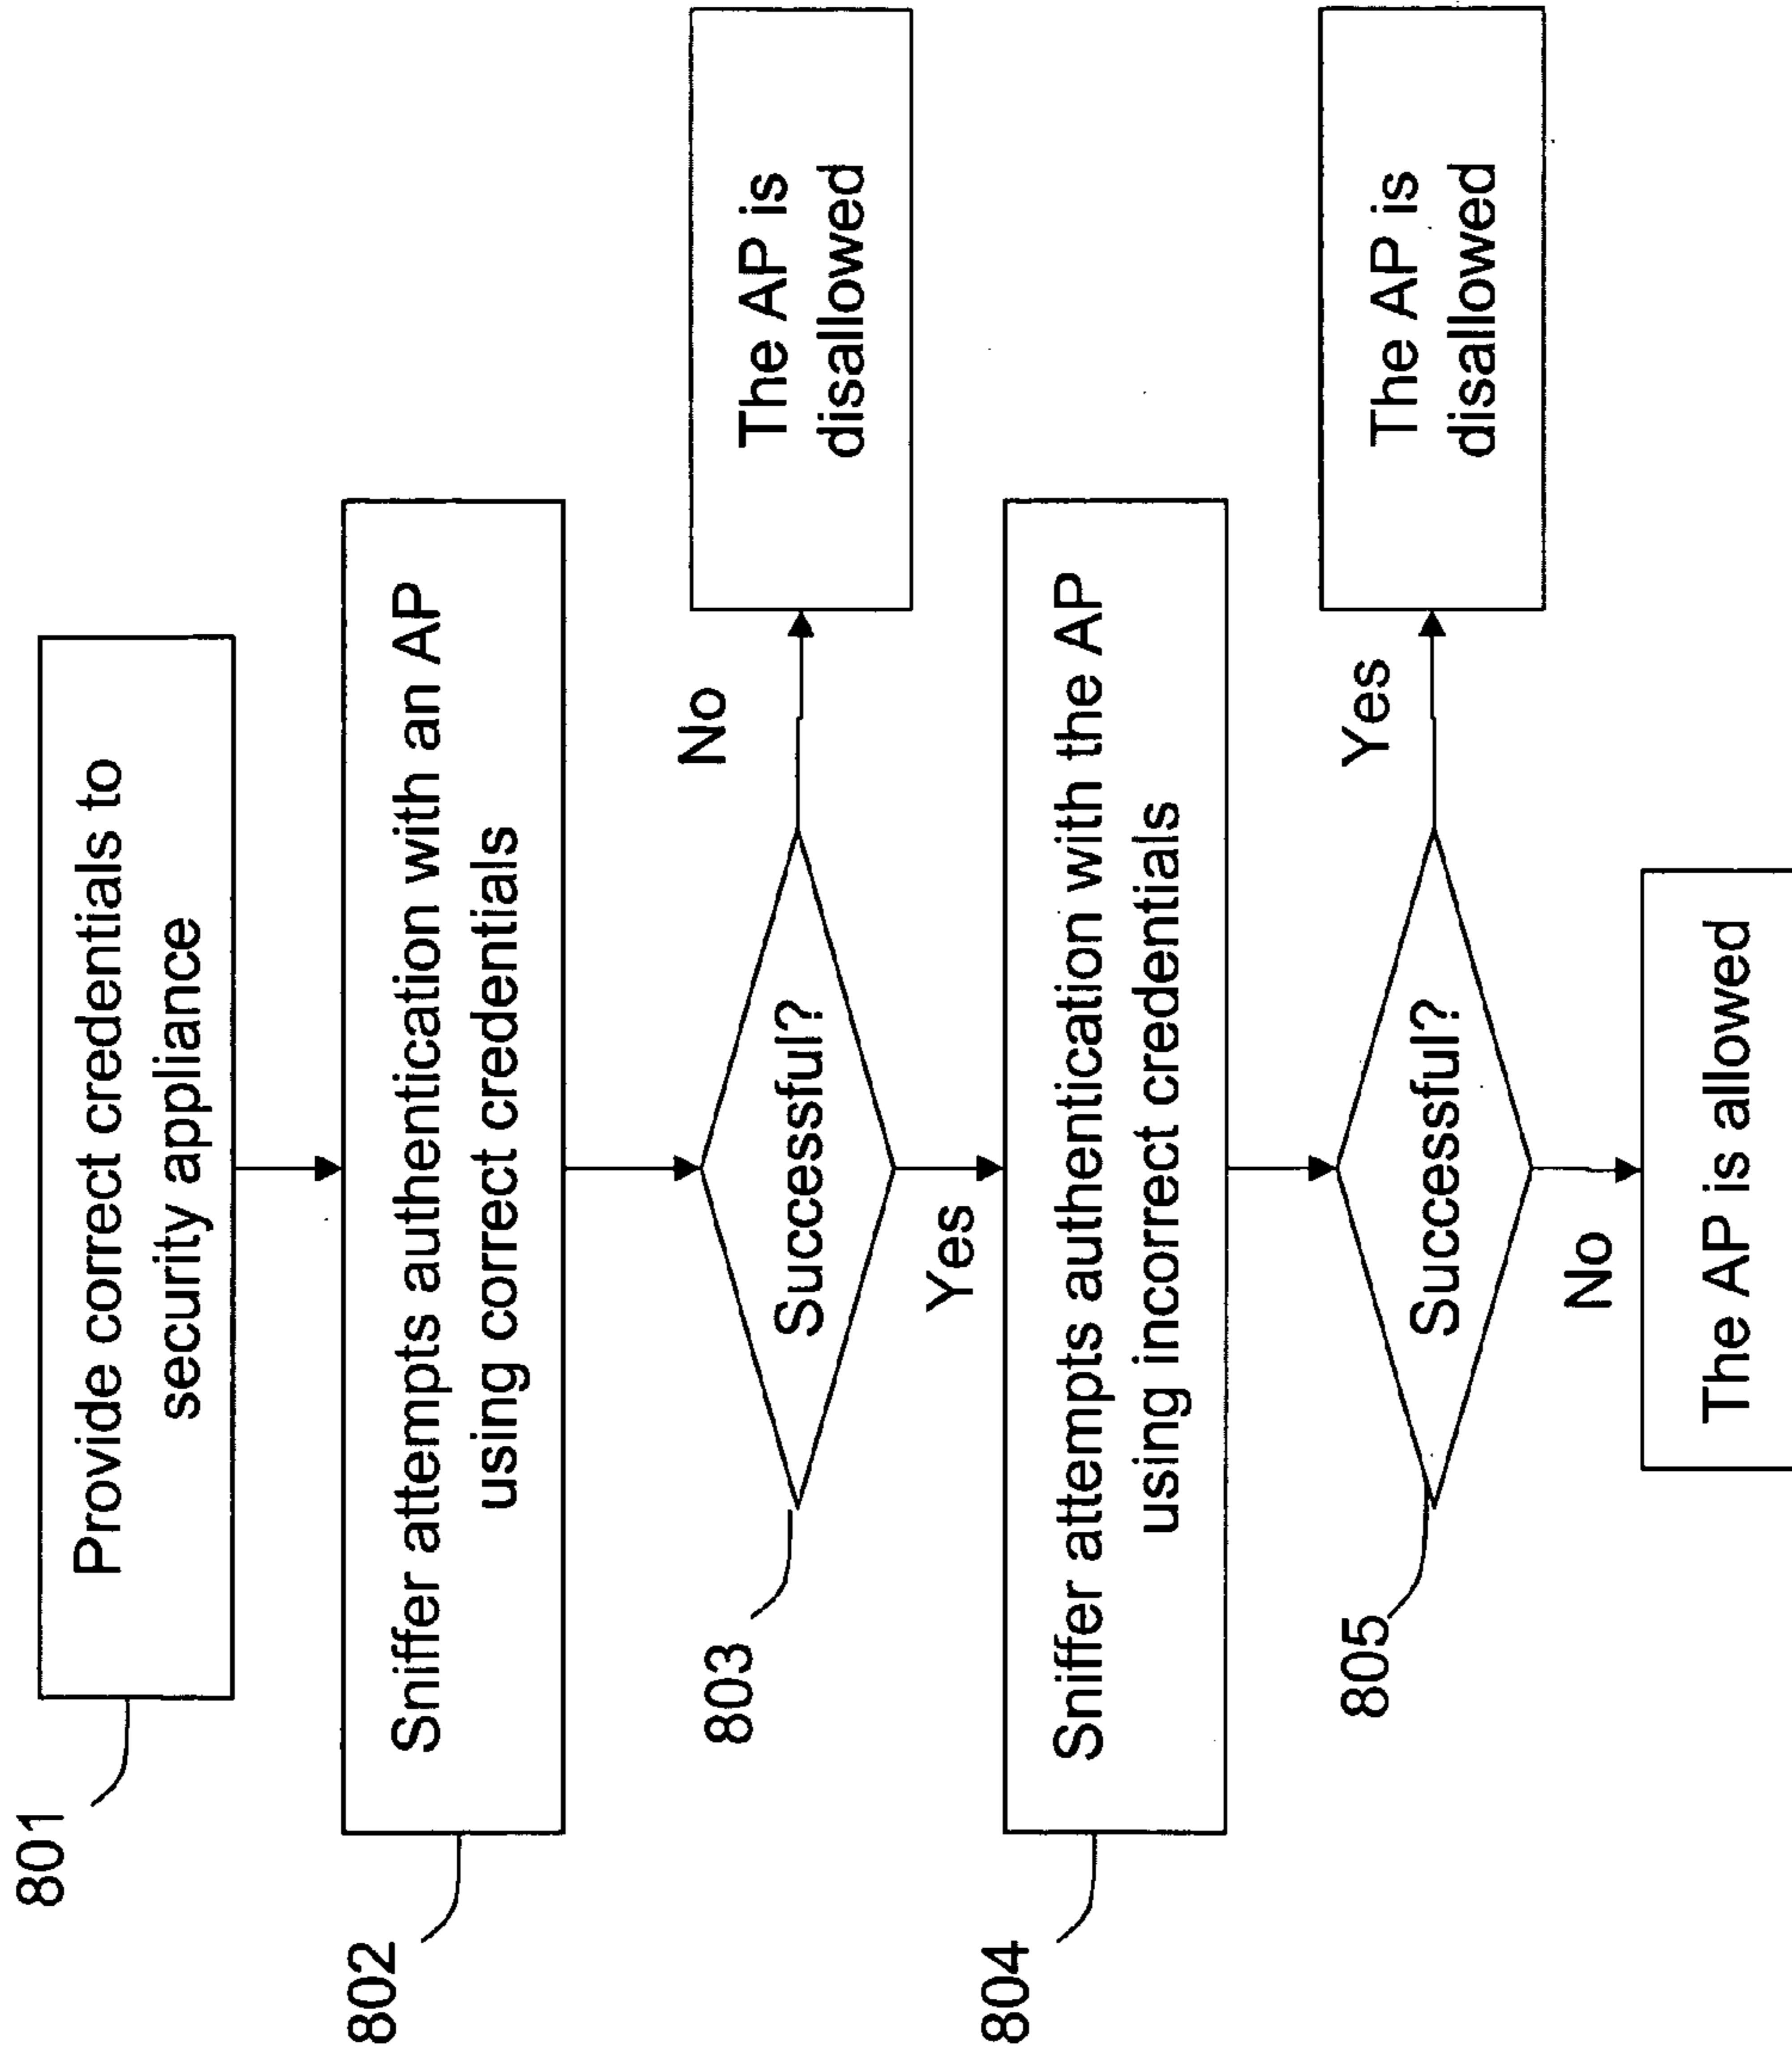 801
Provide correct credentials to
security appliance
802
Sniffer attempts authentication with an AP
using correct credentials
803
Successful?
No
The AP is
disallowed
Yes
804
Sniffer attempts authentication with the AP
using incorrect credentials
805
Successful?
Yes
The AP is
disallowed
No
The AP is allowed